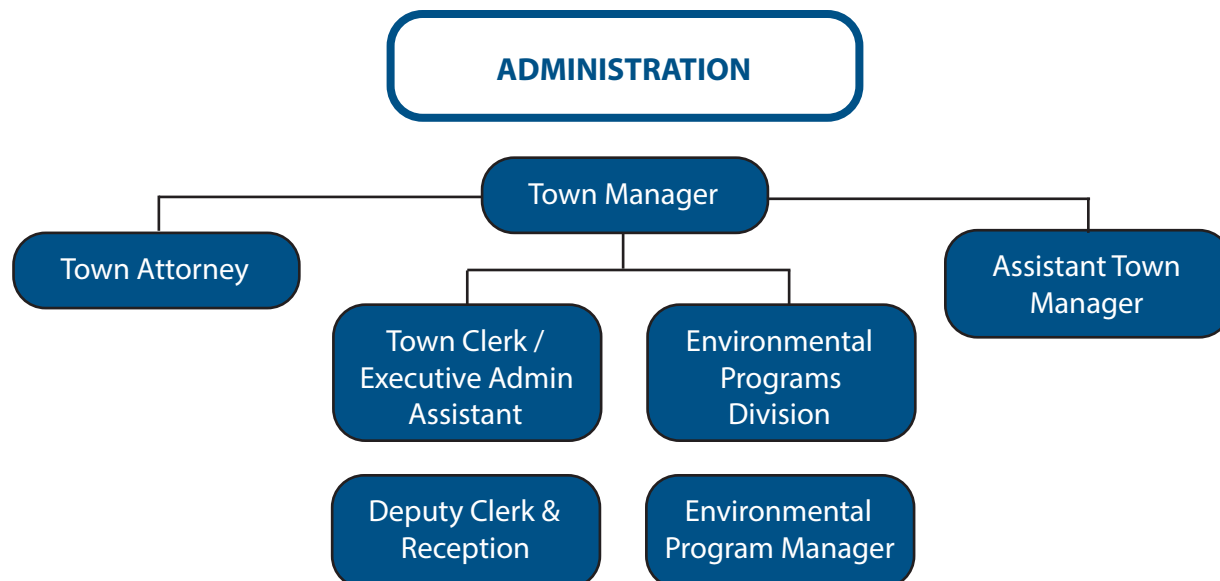 ADMINISTRATION
Town Manager
Town Attorney
Assistant Town
Manager
Town Clerk /
Executive Admin
Assistant
Environmental
Programs
Division
Deputy Clerk &
Reception
Environmental
Program Manager